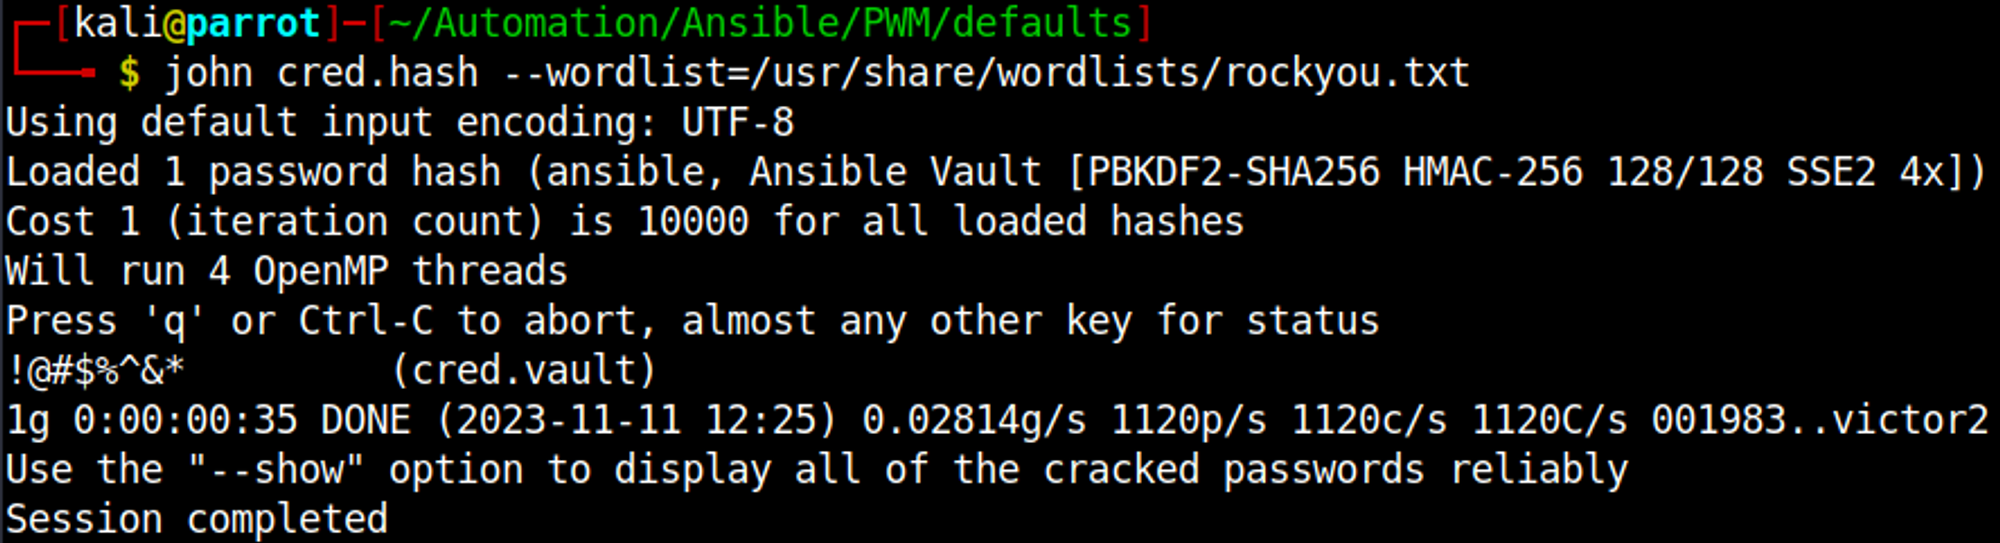 [kali@parrot]-[~/Automation/Ansible/PWM/defaults]
$ john cred.hash --wordlist=/usr/share/wordlists/rockyou.txt
Using default input encoding: UTF-8
Loaded 1 password hash (ansible, Ansible Vault [PBKDF2-SHA256 HMAC-256 128/128 SSE2 4x])
Cost 1 (iteration count) is 10000 for all loaded hashes
Will run 4 OpenMP threads
Press 'q' or Ctrl-C to abort, almost any other key for status
!@#$%^&*         (cred.vault)
1g 0:00:00:35 DONE (2023-11-11 12:25) 0.02814g/s 1120p/s 1120c/s 1120C/s 001983..victor2
Use the "--show" option to display all of the cracked passwords reliably
Session completed